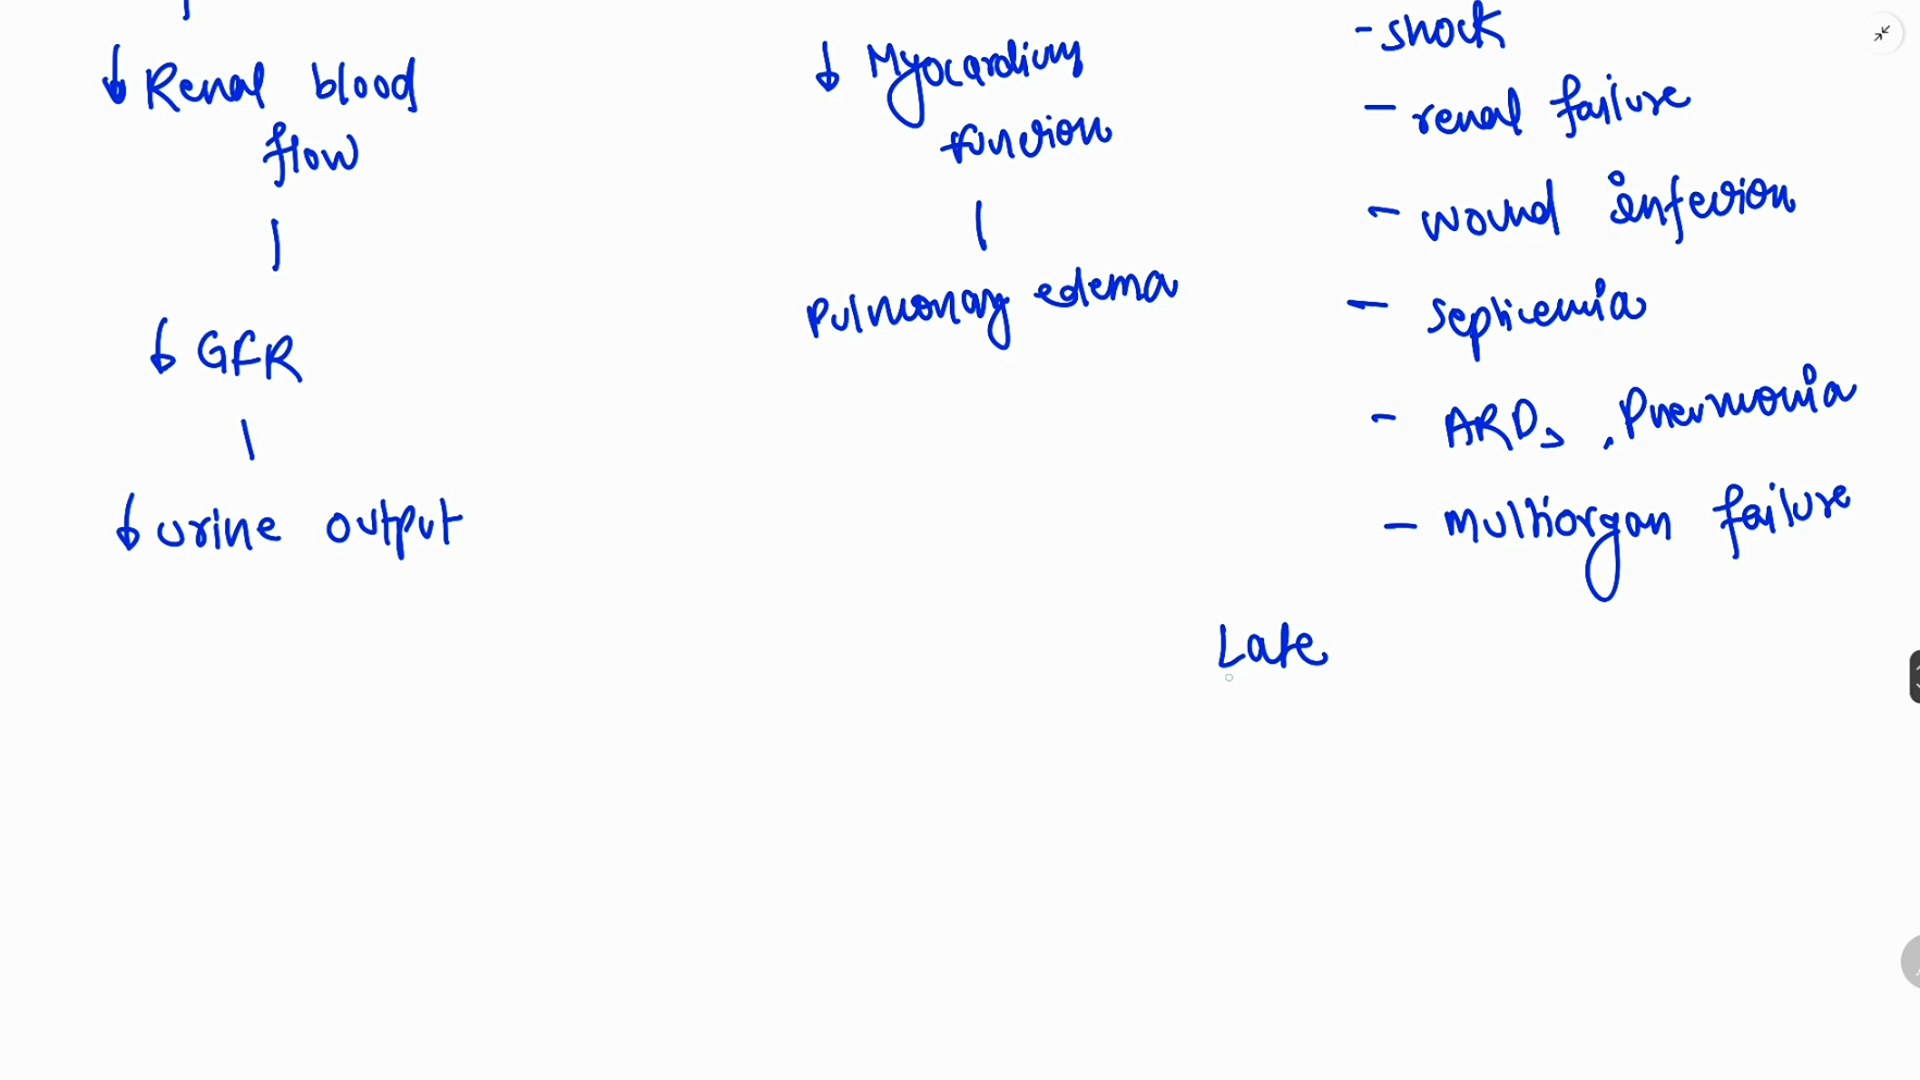 ↓ Renal blood
flow
↓ GFR
↓ urine output
↓ Myocardium
function
Pulmonary edema
- shock
- renal failure
- wound infection
- septicemia
- ARDs, Pneumonia
- multiorgan failure
Late